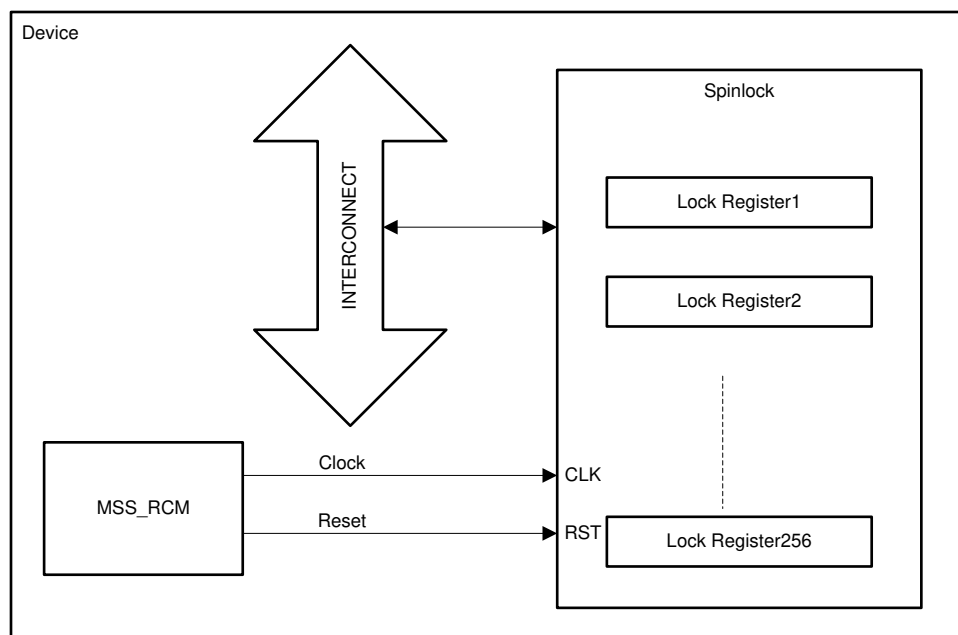 Device
Spinlock
INTERCONNECT
Lock Register1
Lock Register2
Clock
CLK
MSS_RCM
Reset
RST
Lock Register256